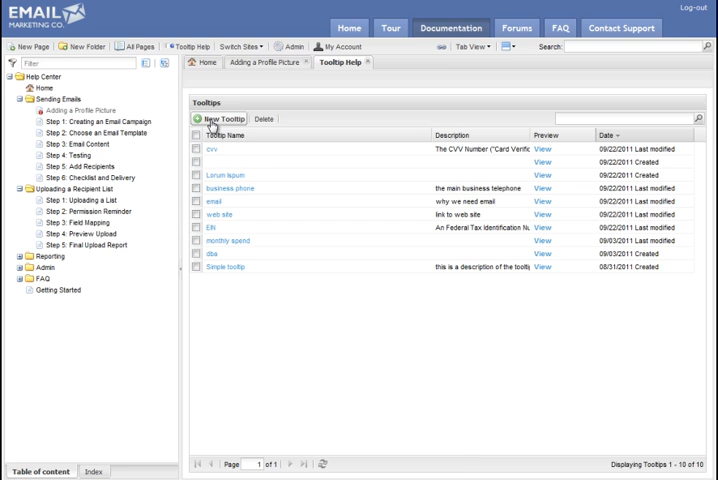 EMAIL
MARKETING CO.
Log-out
Home Tour Documentation Forums FAQ Contact Support
New Page New Folder All Pages Tooltip Help Switch Sites Admin My Account Tab View Search:
Filter
Home Adding a Profile Picture Tooltip Help
Help Center
Home
Sending Emails
Adding a Profile Picture
Step 1: Creating an Email Campaign
Step 2: Choose an Email Template
Step 3: Email Content
Step 4: Testing
Step 5: Add Recipients
Step 6: Checklist and Delivery
Uploading a Recipient List
Step 1: Uploading a List
Step 2: Permission Reminder
Step 3: Field Mapping
Step 4: Preview Upload
Step 5: Final Upload Report
Reporting
Admin
FAQ
Getting Started
Table of content Index
Tooltips
New Tooltip Delete
Tooltip Name Description Preview Date
cvv The CVV Number ("Card Verific View 09/22/2011 Last modified
View 09/22/2011 Created
Lorum Ispum View 09/22/2011 Created
business phone the main business telephone View 09/22/2011 Last modified
email why we need email View 09/22/2011 Last modified
web site link to web site View 09/22/2011 Last modified
EIN An Federal Tax Identification Nu View 09/22/2011 Last modified
monthly spend View 09/03/2011 Last modified
dba View 09/03/2011 Created
Simple tooltip this is a description of the toolti View 08/31/2011 Created
Page 1 of 1 Displaying Tooltips 1 - 10 of 10